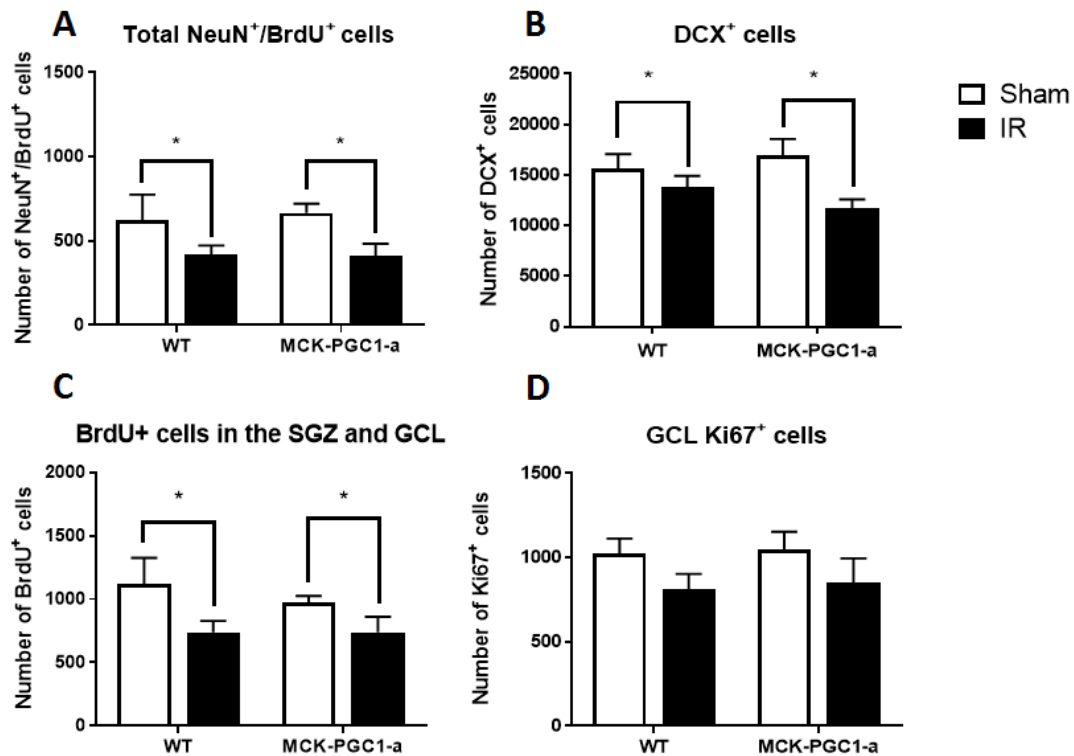 A
Total NeuN⁺/BrdU⁺ cells
Number of NeuN⁺/BrdU⁺ cells
1500
1000
500
0
*
*
WT
MCK-PGC1-a
B
DCX⁺ cells
Number of DCX⁺ cells
25000
20000
15000
10000
5000
0
*
*
WT
MCK-PGC1-a
Sham
IR
C
BrdU+ cells in the SGZ and GCL
Number of BrdU⁺ cells
2000
1500
1000
500
0
*
*
WT
MCK-PGC1-a
D
GCL Ki67⁺ cells
Number of Ki67⁺ cells
1500
1000
500
0
WT
MCK-PGC1-a